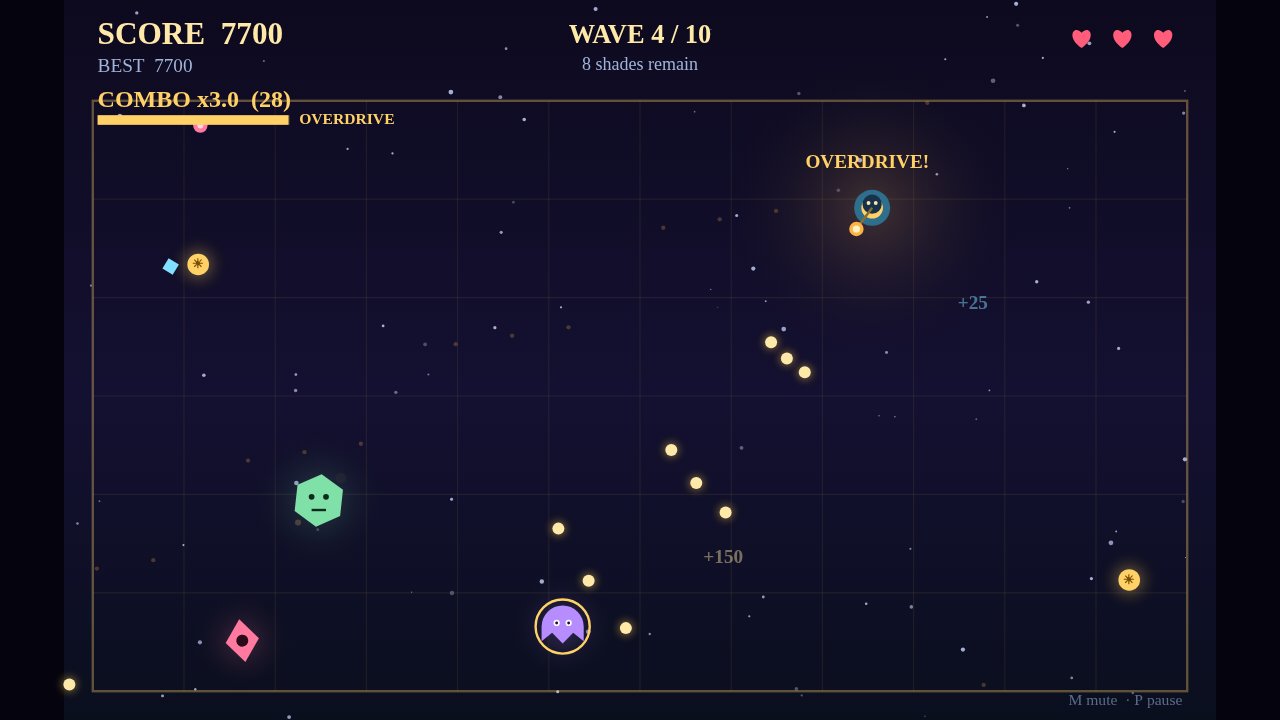 SCORE 7700
BEST 7700
WAVE 4 / 10
8 shades remain
COMBO x3.0 (28)
OVERDRIVE
OVERDRIVE!
+25
+150
M mute · P pause